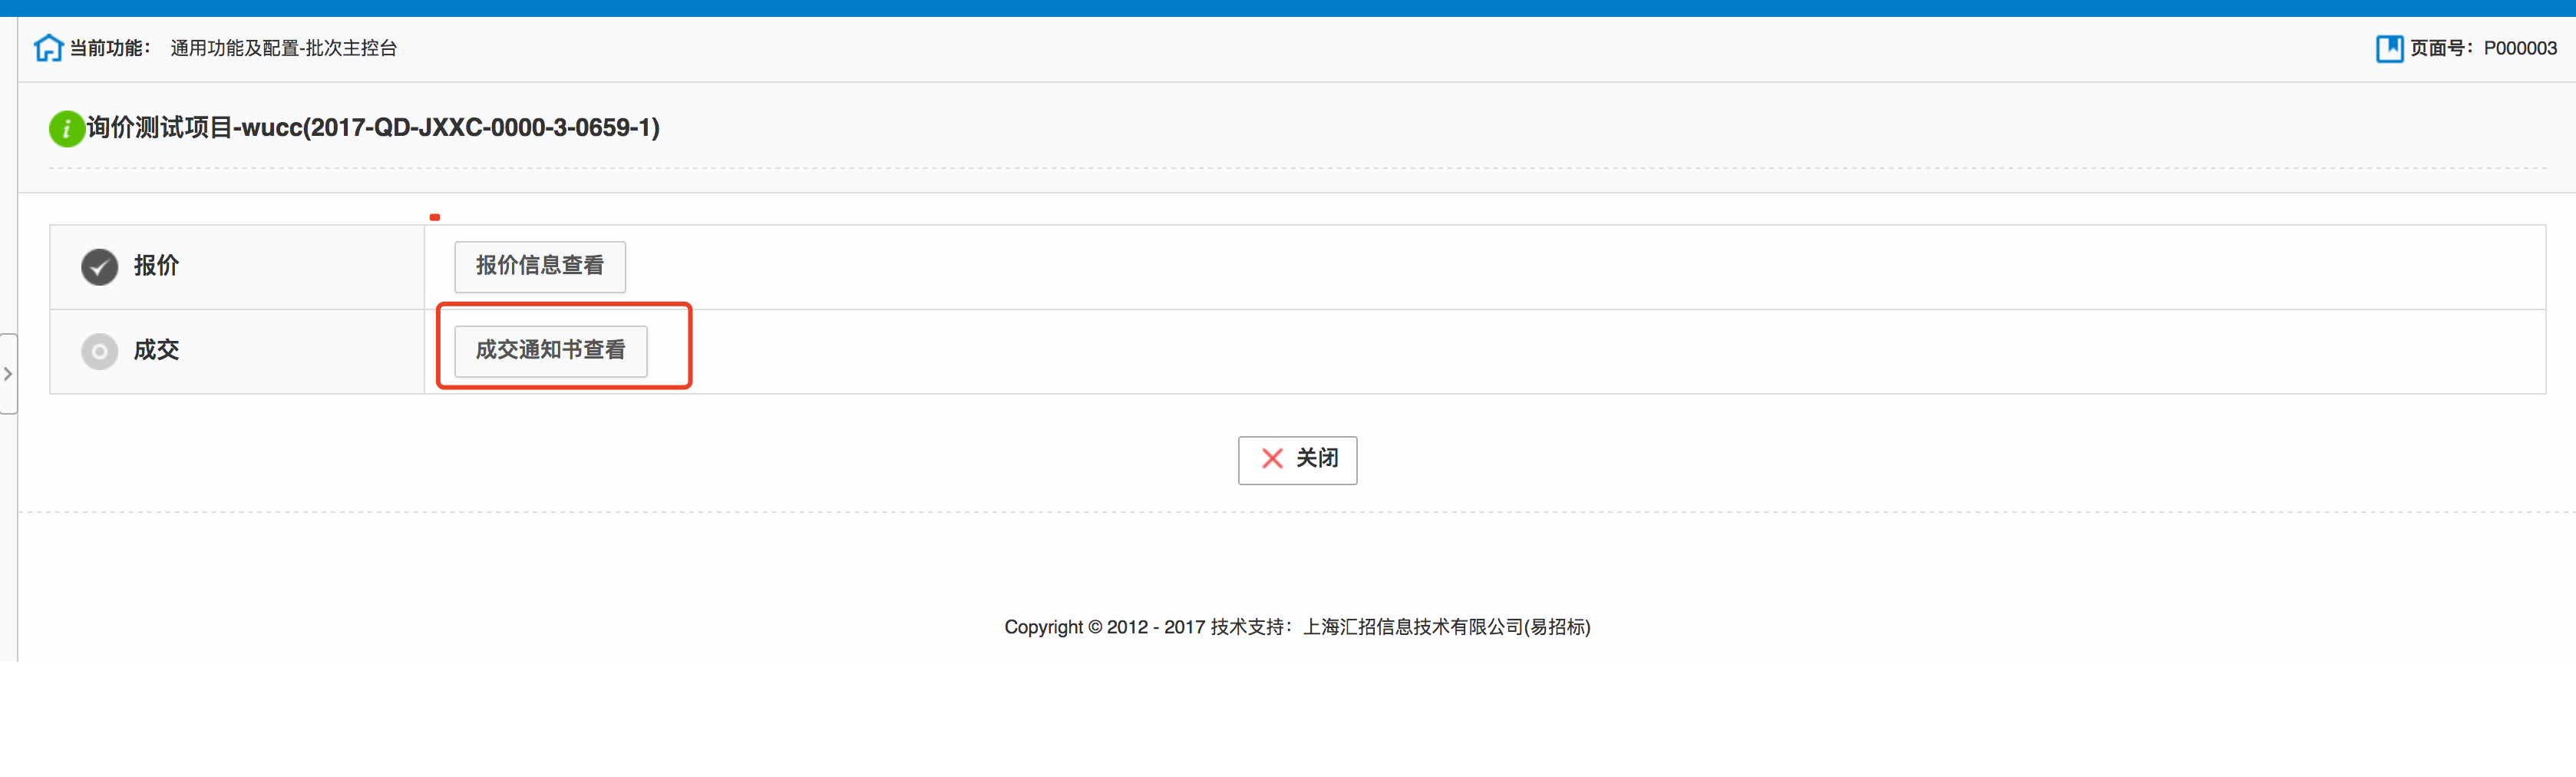 当前功能： 通用功能及配置-批次主控台
页面号：P000003
询价测试项目-wucc(2017-QD-JXXC-0000-3-0659-1)
报价
报价信息查看
成交
成交通知书查看
关闭
Copyright © 2012 - 2017 技术支持：上海汇招信息技术有限公司(易招标)